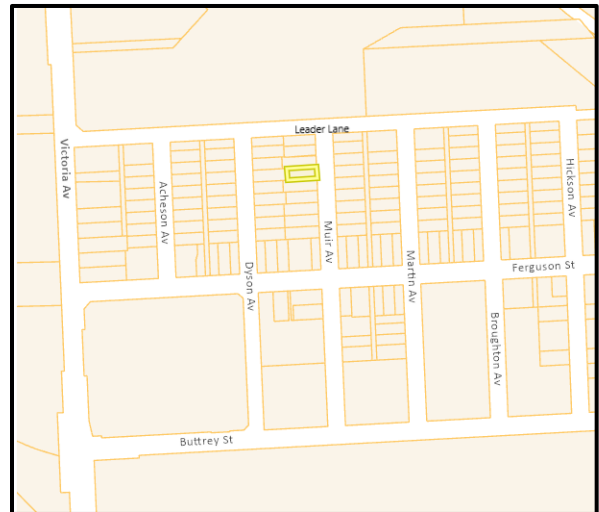 Leader Lane
Victoria Av
Acheson Av
Hickson Av
Muir Av
Dyson Av
Martin Av
Ferguson St
Broughton Av
Buttrey St